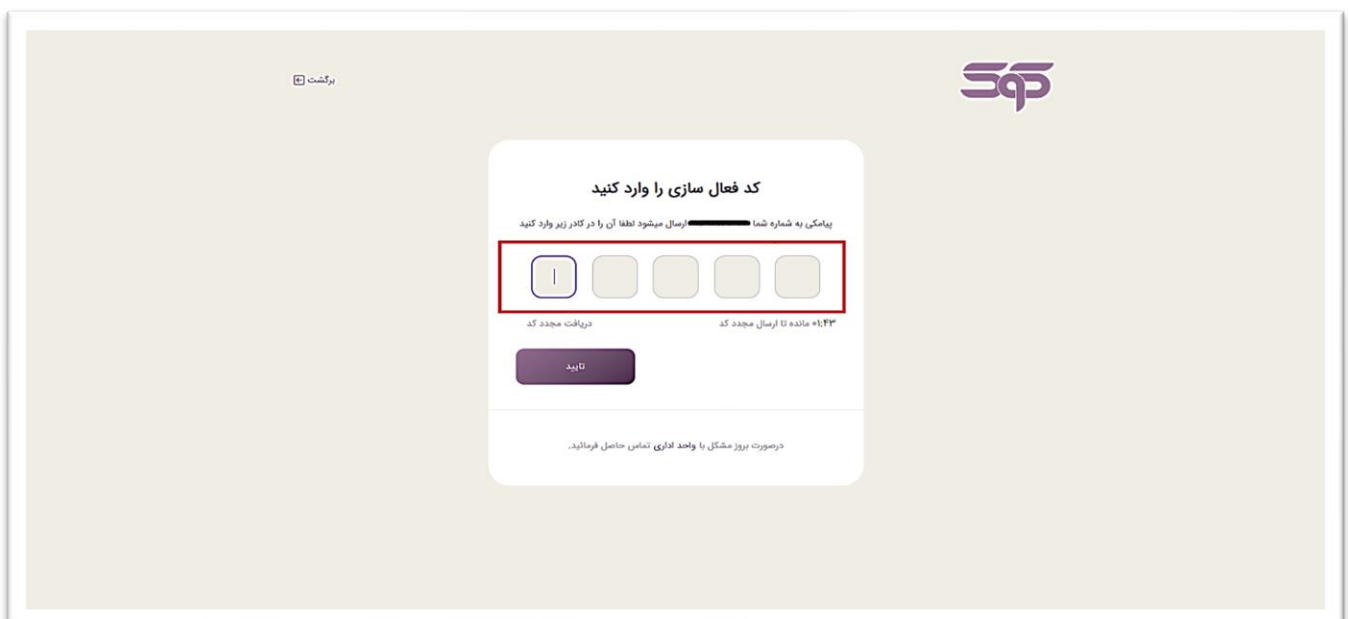 کوک
برگشت
کد فعال سازی را وارد کنید
پیامکی به شماره شما ارسال میشود لطفا آن را در کادر زیر وارد کنید
۰۱:۴۳ مانده تا ارسال مجدد کد
دریافت مجدد کد
تایید
درصورت بروز مشکل با واحد اداری تماس حاصل فرمائید.